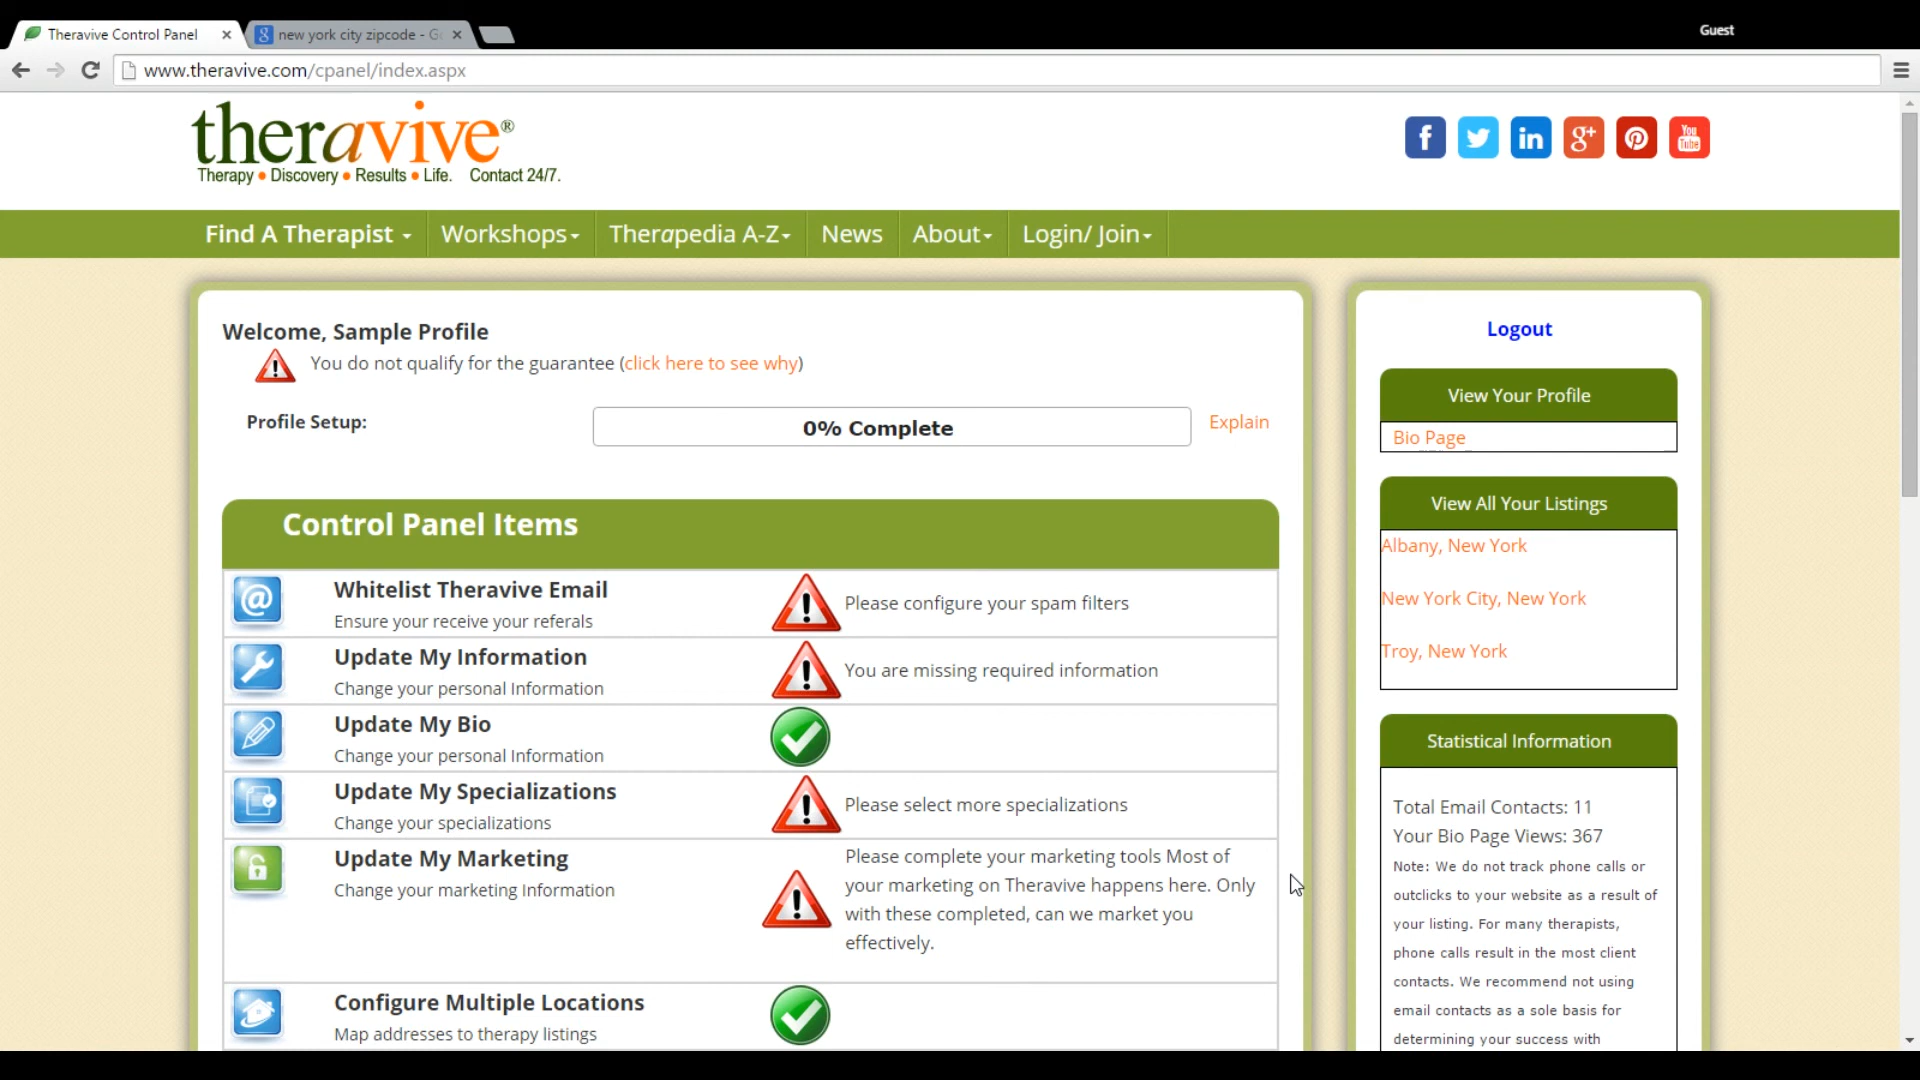 Theravive Control Panel
new york city zipcode - Go
Guest
www.theravive.com/cpanel/index.aspx
theravive®
Therapy • Discovery • Results • Life. Contact 24/7.
Find A Therapist
Workshops
Therapedia A-Z
News
About
Login/ Join
Welcome, Sample Profile
You do not qualify for the guarantee (click here to see why)
Profile Setup:
0% Complete
Explain
Control Panel Items
Whitelist Theravive Email
Ensure your receive your referrals
Please configure your spam filters
Update My Information
Change your personal Information
You are missing required information
Update My Bio
Change your personal Information
Update My Specializations
Change your specializations
Please select more specializations
Update My Marketing
Change your marketing Information
Please complete your marketing tools Most of
your marketing on Theravive happens here. Only
with these completed, can we market you
effectively.
Configure Multiple Locations
Map addresses to therapy listings
Logout
View Your Profile
Bio Page
View All Your Listings
Albany, New York
New York City, New York
Troy, New York
Statistical Information
Total Email Contacts: 11
Your Bio Page Views: 367
Note: We do not track phone calls or
outclicks to your website as a result of
your listing. For many therapists,
phone calls result in the most client
contacts. We recommend not using
email contacts as a sole basis for
determining your success with